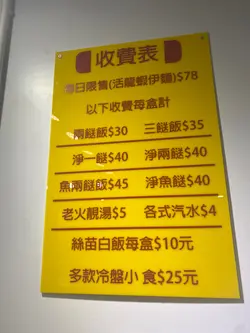 收費表
每日限售(活龍蝦伊麵)$78
以下收費每盒計
兩餸飯$30 三餸飯$35
淨一餸$40 淨兩餸$40
魚兩餸飯$45 淨魚餸$40
老火靚湯$5 各式汽水$4
絲苗白飯每盒$10元
多款冷盤小食$25元